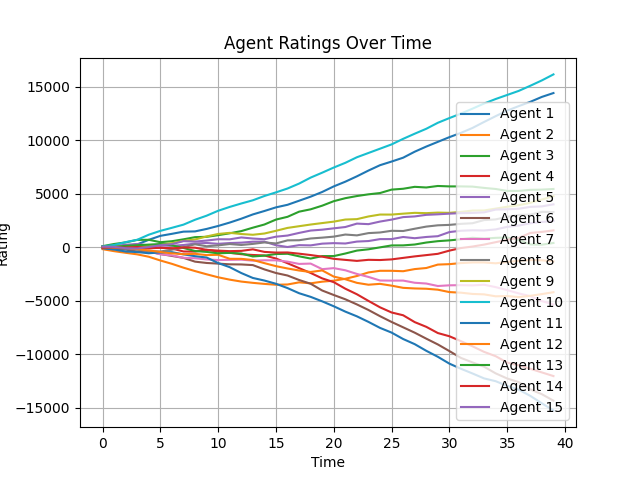 Agent Ratings Over Time
Rating
15000
10000
5000
0
−5000
−10000
−15000
0 5 10 15 20 25 30 35 40
Time
Agent 1
Agent 2
Agent 3
Agent 4
Agent 5
Agent 6
Agent 7
Agent 8
Agent 9
Agent 10
Agent 11
Agent 12
Agent 13
Agent 14
Agent 15